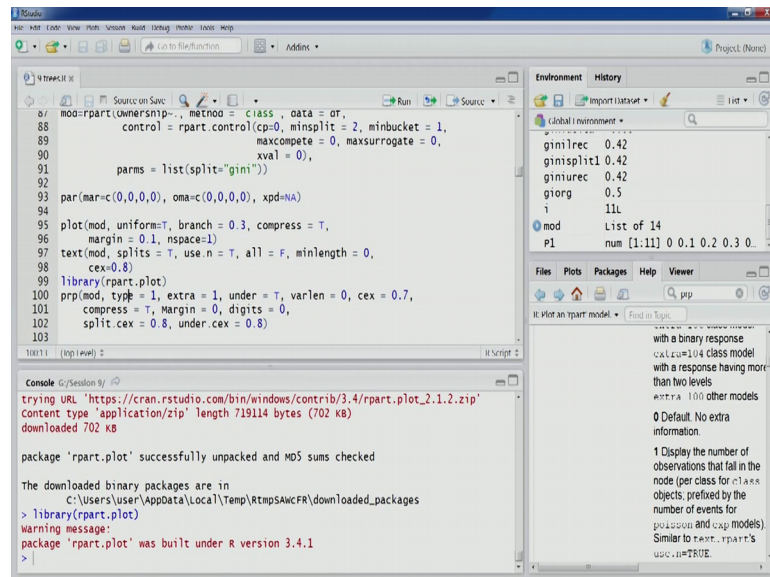 RStudio
File Edit Code View Plots Session Build Debug Profile Tools Help
Go to file/function Addins Project: (None)
9 trees.R
Source on Save Run Source
87 mod=rpart(Ownership~., method = "class", data = df,
88 control = rpart.control(cp=0, minsplit = 2, minbucket = 1,
89 maxcompete = 0, maxsurrogate = 0,
90 xval = 0),
91 parms = list(split="gini"))
92
93 par(mar=c(0,0,0,0), oma=c(0,0,0,0), xpd=NA)
94
95 plot(mod, uniform=T, branch = 0.3, compress = T,
96 margin = 0.1, nspace=1)
97 text(mod, splits = T, use.n = T, all = F, minlength = 0,
98 cex=0.8)
99 library(rpart.plot)
100 prp(mod, type = 1, extra = 1, under = T, varlen = 0, cex = 0.7,
101 compress = T, Margin = 0, digits = 0,
102 split.cex = 0.8, under.cex = 0.8)
103
100:11 (Top Level) R Script
Console G:/Session 9/
trying URL 'https://cran.rstudio.com/bin/windows/contrib/3.4/rpart.plot_2.1.2.zip'
Content type 'application/zip' length 719114 bytes (702 KB)
downloaded 702 KB
package 'rpart.plot' successfully unpacked and MD5 sums checked
The downloaded binary packages are in
C:\Users\user\AppData\Local\Temp\RtmpSAWcFR\downloaded_packages
> library(rpart.plot)
Warning message:
package 'rpart.plot' was built under R version 3.4.1
>
Environment History
Import Dataset List
Global Environment
ginilrec 0.42
ginisplit1 0.42
giniurec 0.42
giorg 0.5
i 11L
mod List of 14
P1 num [1:11] 0 0.1 0.2 0.3 0…
Files Plots Packages Help Viewer
prp
R: Plot an 'rpart' model. Find in Topic
with a binary response
extra=104 class model
with a response having more
than two levels
extra=100 other models
0 Default. No extra
information.
1 Display the number of
observations that fall in the
node (per class for class
objects; prefixed by the
number of events for
poisson and exp models).
Similar to text.rpart's
use.n=TRUE.